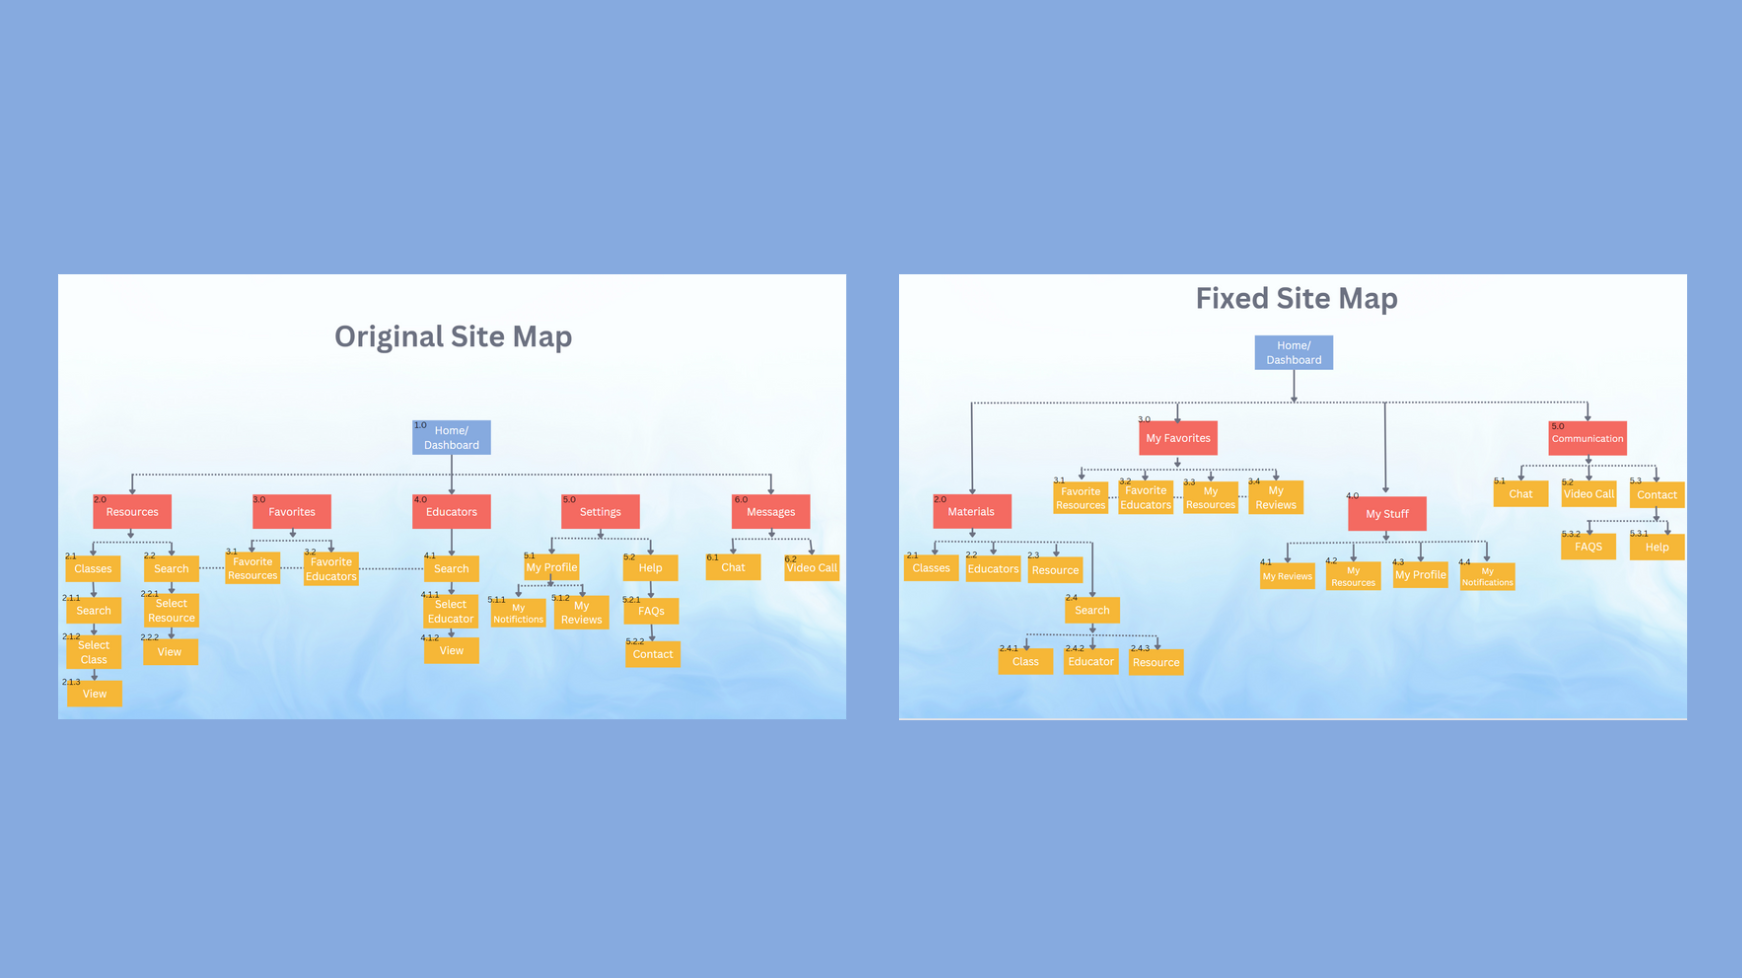 Original Site Map
1.0
Home/
Dashboard
2.0
Resources
3.0
Favorites
4.0
Educators
5.0
Settings
6.0
Messages
2.1
Classes
2.2
Search
3.1
Favorite
Resources
3.2
Favorite
Educators
4.1
Search
5.1
My Profile
5.2
Help
6.1
Chat
6.2
Video Call
2.1.1
Search
2.2.1
Select
Resource
4.1.1
Select
Educator
5.1.1
My
Notifictions
5.1.2
My
Reviews
5.2.1
FAQs
2.1.2
Select
Class
2.2.2
View
4.1.2
View
5.2.2
Contact
2.1.3
View
Fixed Site Map
Home/
Dashboard
3.0
My Favorites
5.0
Communication
3.1
Favorite
Resources
3.2
Favorite
Educators
3.3
My
Resources
3.4
My
Reviews
5.1
Chat
5.2
Video Call
5.3
Contact
2.0
Materials
4.0
My Stuff
5.3.2
FAQS
5.3.1
Help
2.1
Classes
2.2
Educators
2.3
Resource
4.1
My Reviews
4.2
My
Resources
4.3
My Profile
4.4
My
Notifications
2.4
Search
2.4.1
Class
2.4.2
Educator
2.4.3
Resource